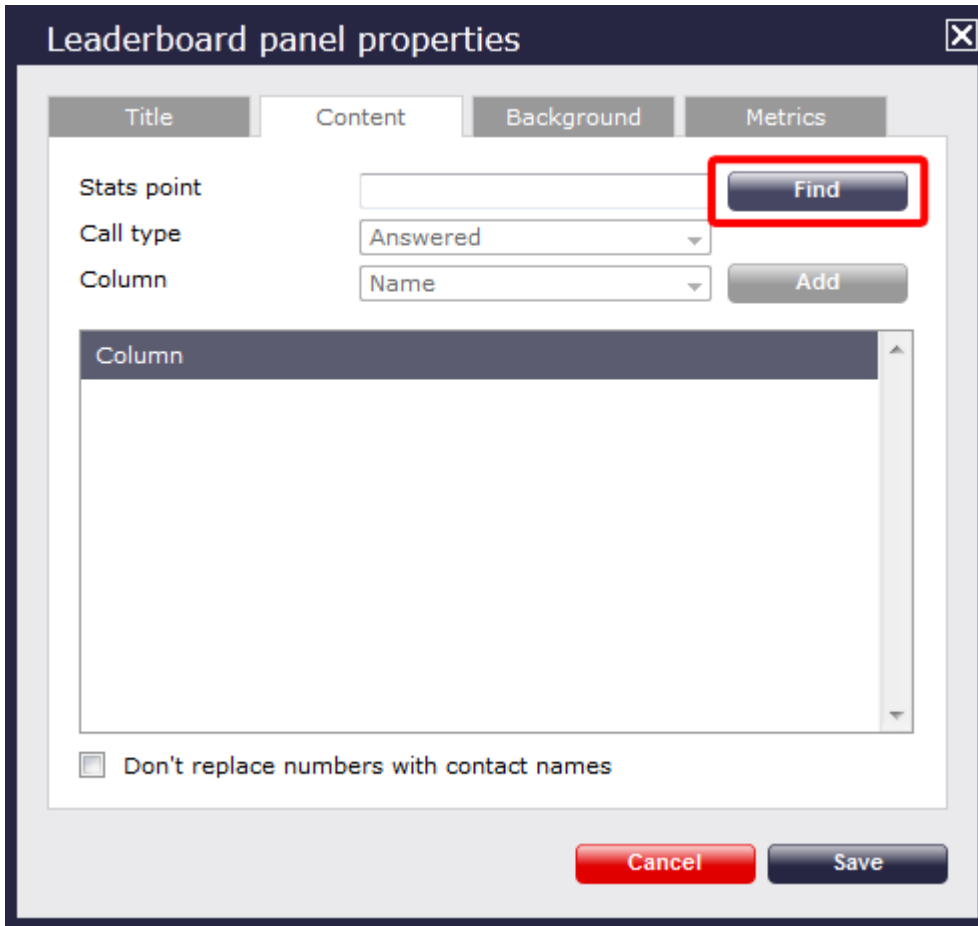 Leaderboard panel properties
Title Content Background Metrics
Stats point Find
Call type Answered
Column Name Add
Column
Don't replace numbers with contact names
Cancel Save